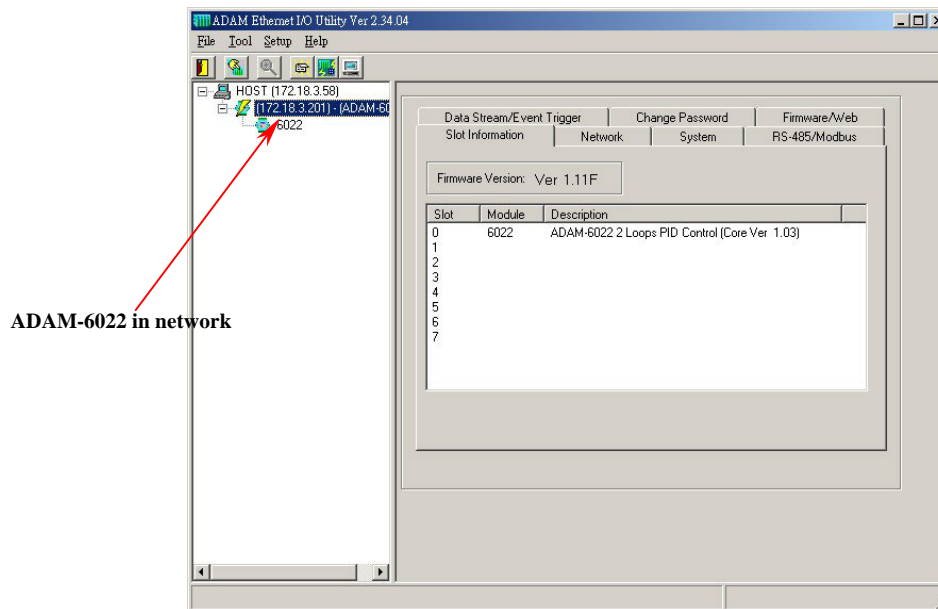 ADAM Ethernet I/O Utility Ver 2.34.04
File Tool Setup Help
HOST (172.18.3.58)
(172.18.3.201) - (ADAM-60
6022
ADAM-6022 in network
Data Stream/Event Trigger Change Password Firmware/Web
Slot Information Network System RS-485/Modbus
Firmware Version: Ver 1.11F
Slot Module Description
0 6022 ADAM-6022 2 Loops PID Control (Core Ver 1.03)
1
2
3
4
5
6
7